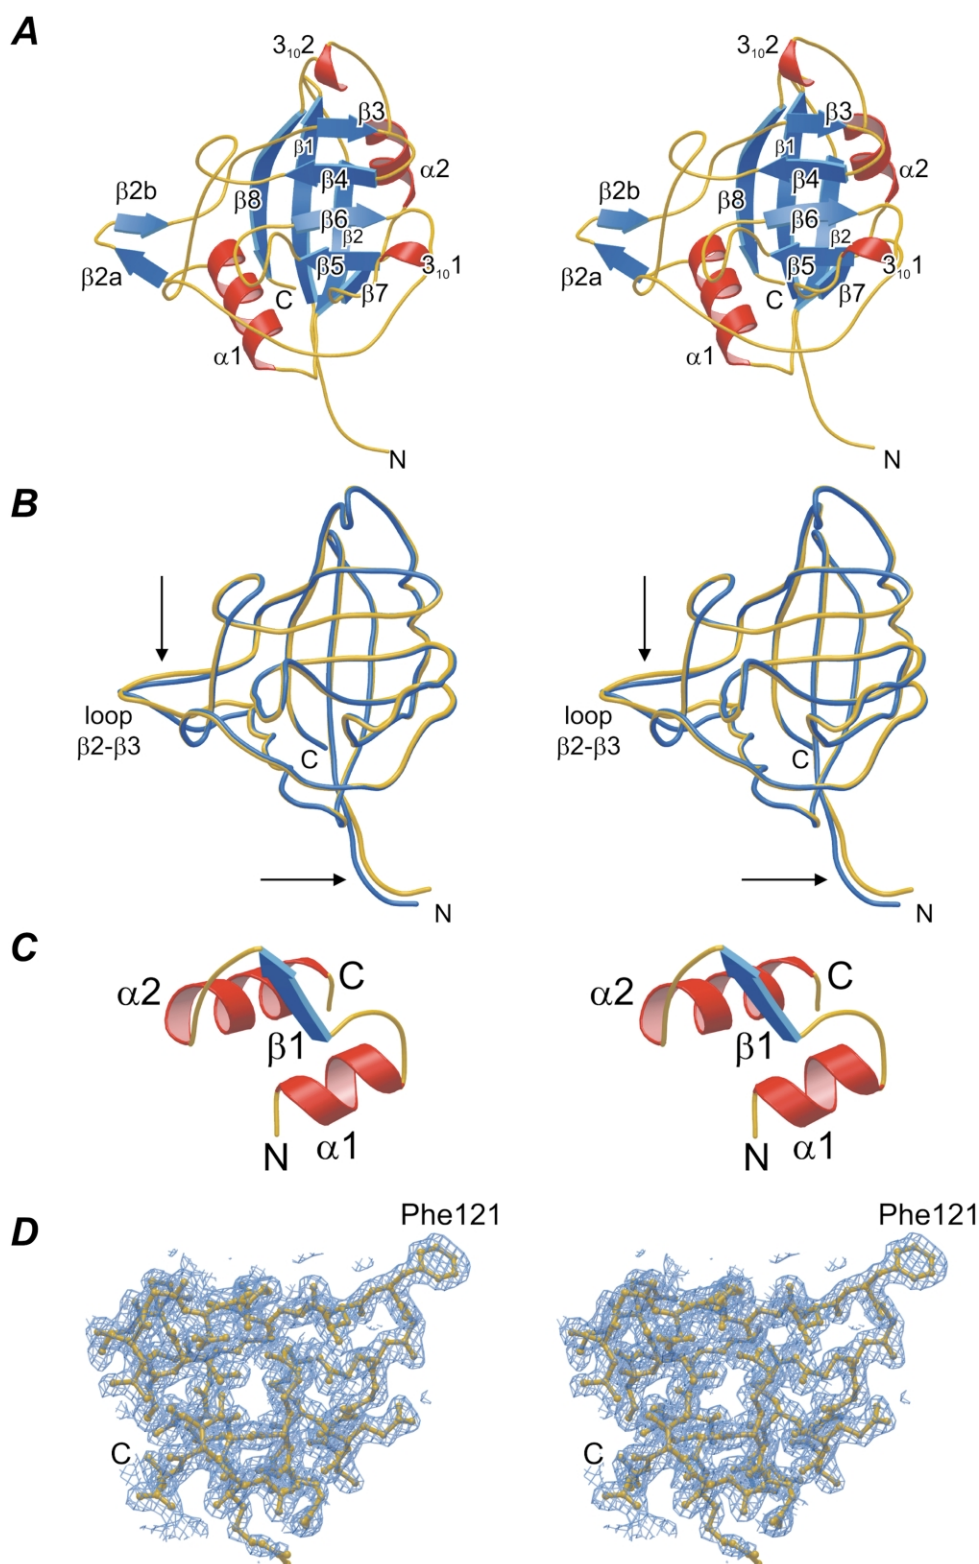 A
3₁₀2 3₁₀2
β3 β3
β1 β1
β2b β8 β4 α2 β2b β8 β4 α2
β6 β6
β2 β2
β2a β5 3₁₀1 β2a β5 3₁₀1
C β7 C β7
α1 α1
N N
B
loop loop
β2-β3 β2-β3
C C
N N
C
α2 C α2 C
β1 β1
N α1 N α1
D
Phe121 Phe121
C C